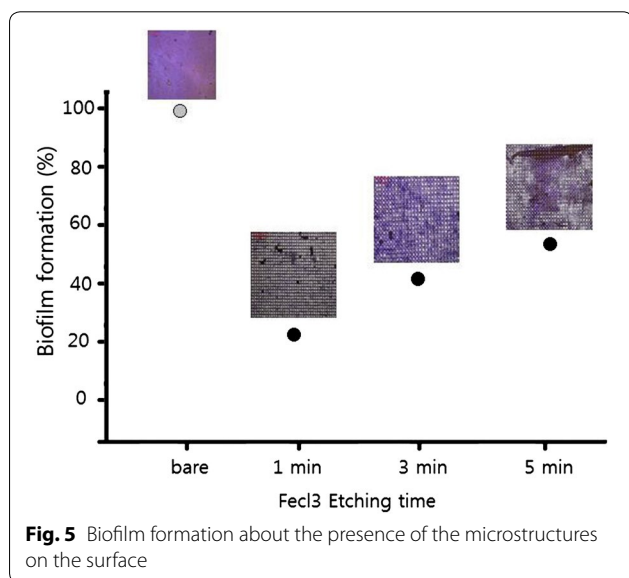 100
80
60
40
20
0
Biofilm formation (%)
bare 1 min 3 min 5 min
Fecl3 Etching time
Fig. 5 Biofilm formation about the presence of the microstructures
on the surface